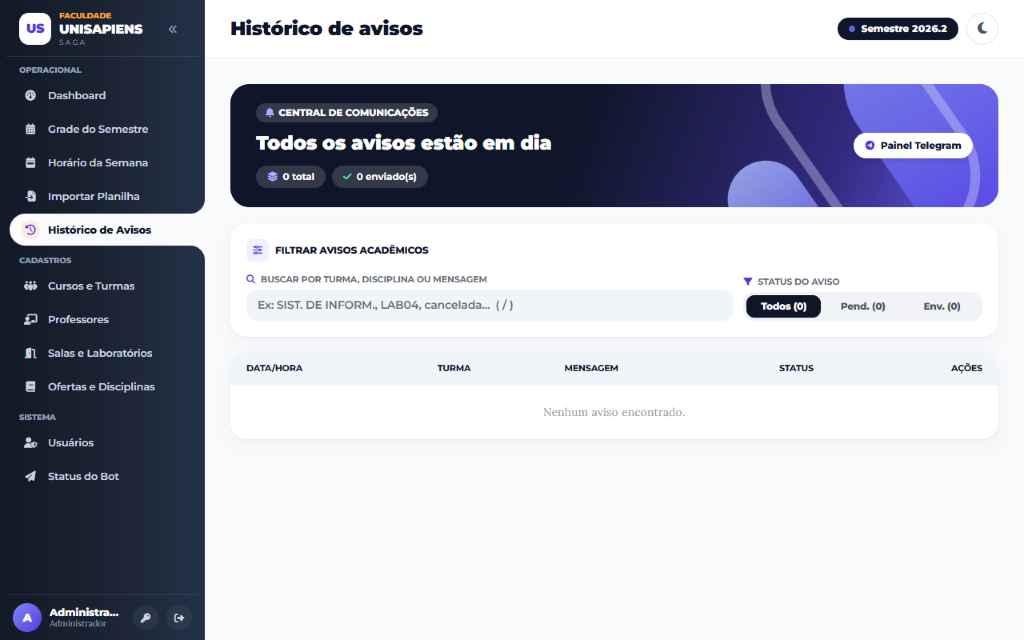 US
FACULDADE
UNISAPIENS
SAGA
«
OPERACIONAL
Dashboard
Grade do Semestre
Horário da Semana
Importar Planilha
Histórico de Avisos
CADASTROS
Cursos e Turmas
Professores
Salas e Laboratórios
Ofertas e Disciplinas
SISTEMA
Usuários
Status do Bot
A
Administra...
Administrador
Histórico de avisos
Semestre 2026.2
CENTRAL DE COMUNICAÇÕES
Todos os avisos estão em dia
0 total
0 enviado(s)
Painel Telegram
FILTRAR AVISOS ACADÊMICOS
BUSCAR POR TURMA, DISCIPLINA OU MENSAGEM
Ex: SIST. DE INFORM., LAB04, cancelada... ( / )
STATUS DO AVISO
Todos (0) Pend. (0) Env. (0)
DATA/HORA TURMA MENSAGEM STATUS AÇÕES
Nenhum aviso encontrado.